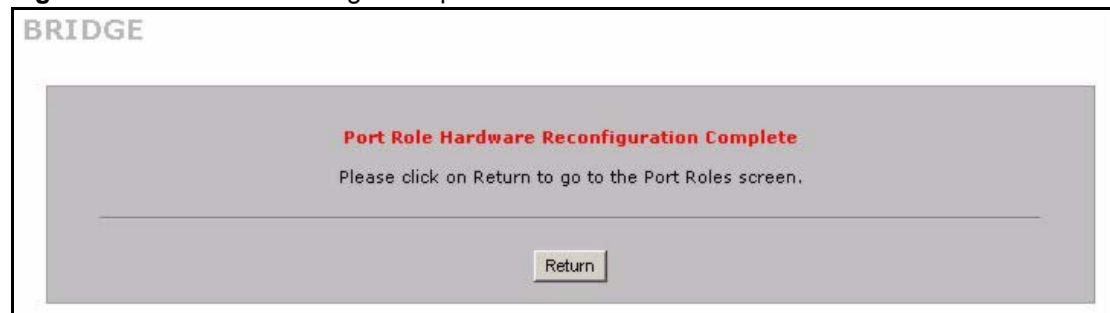 BRIDGE
Port Role Hardware Reconfiguration Complete
Please click on Return to go to the Port Roles screen.
Return